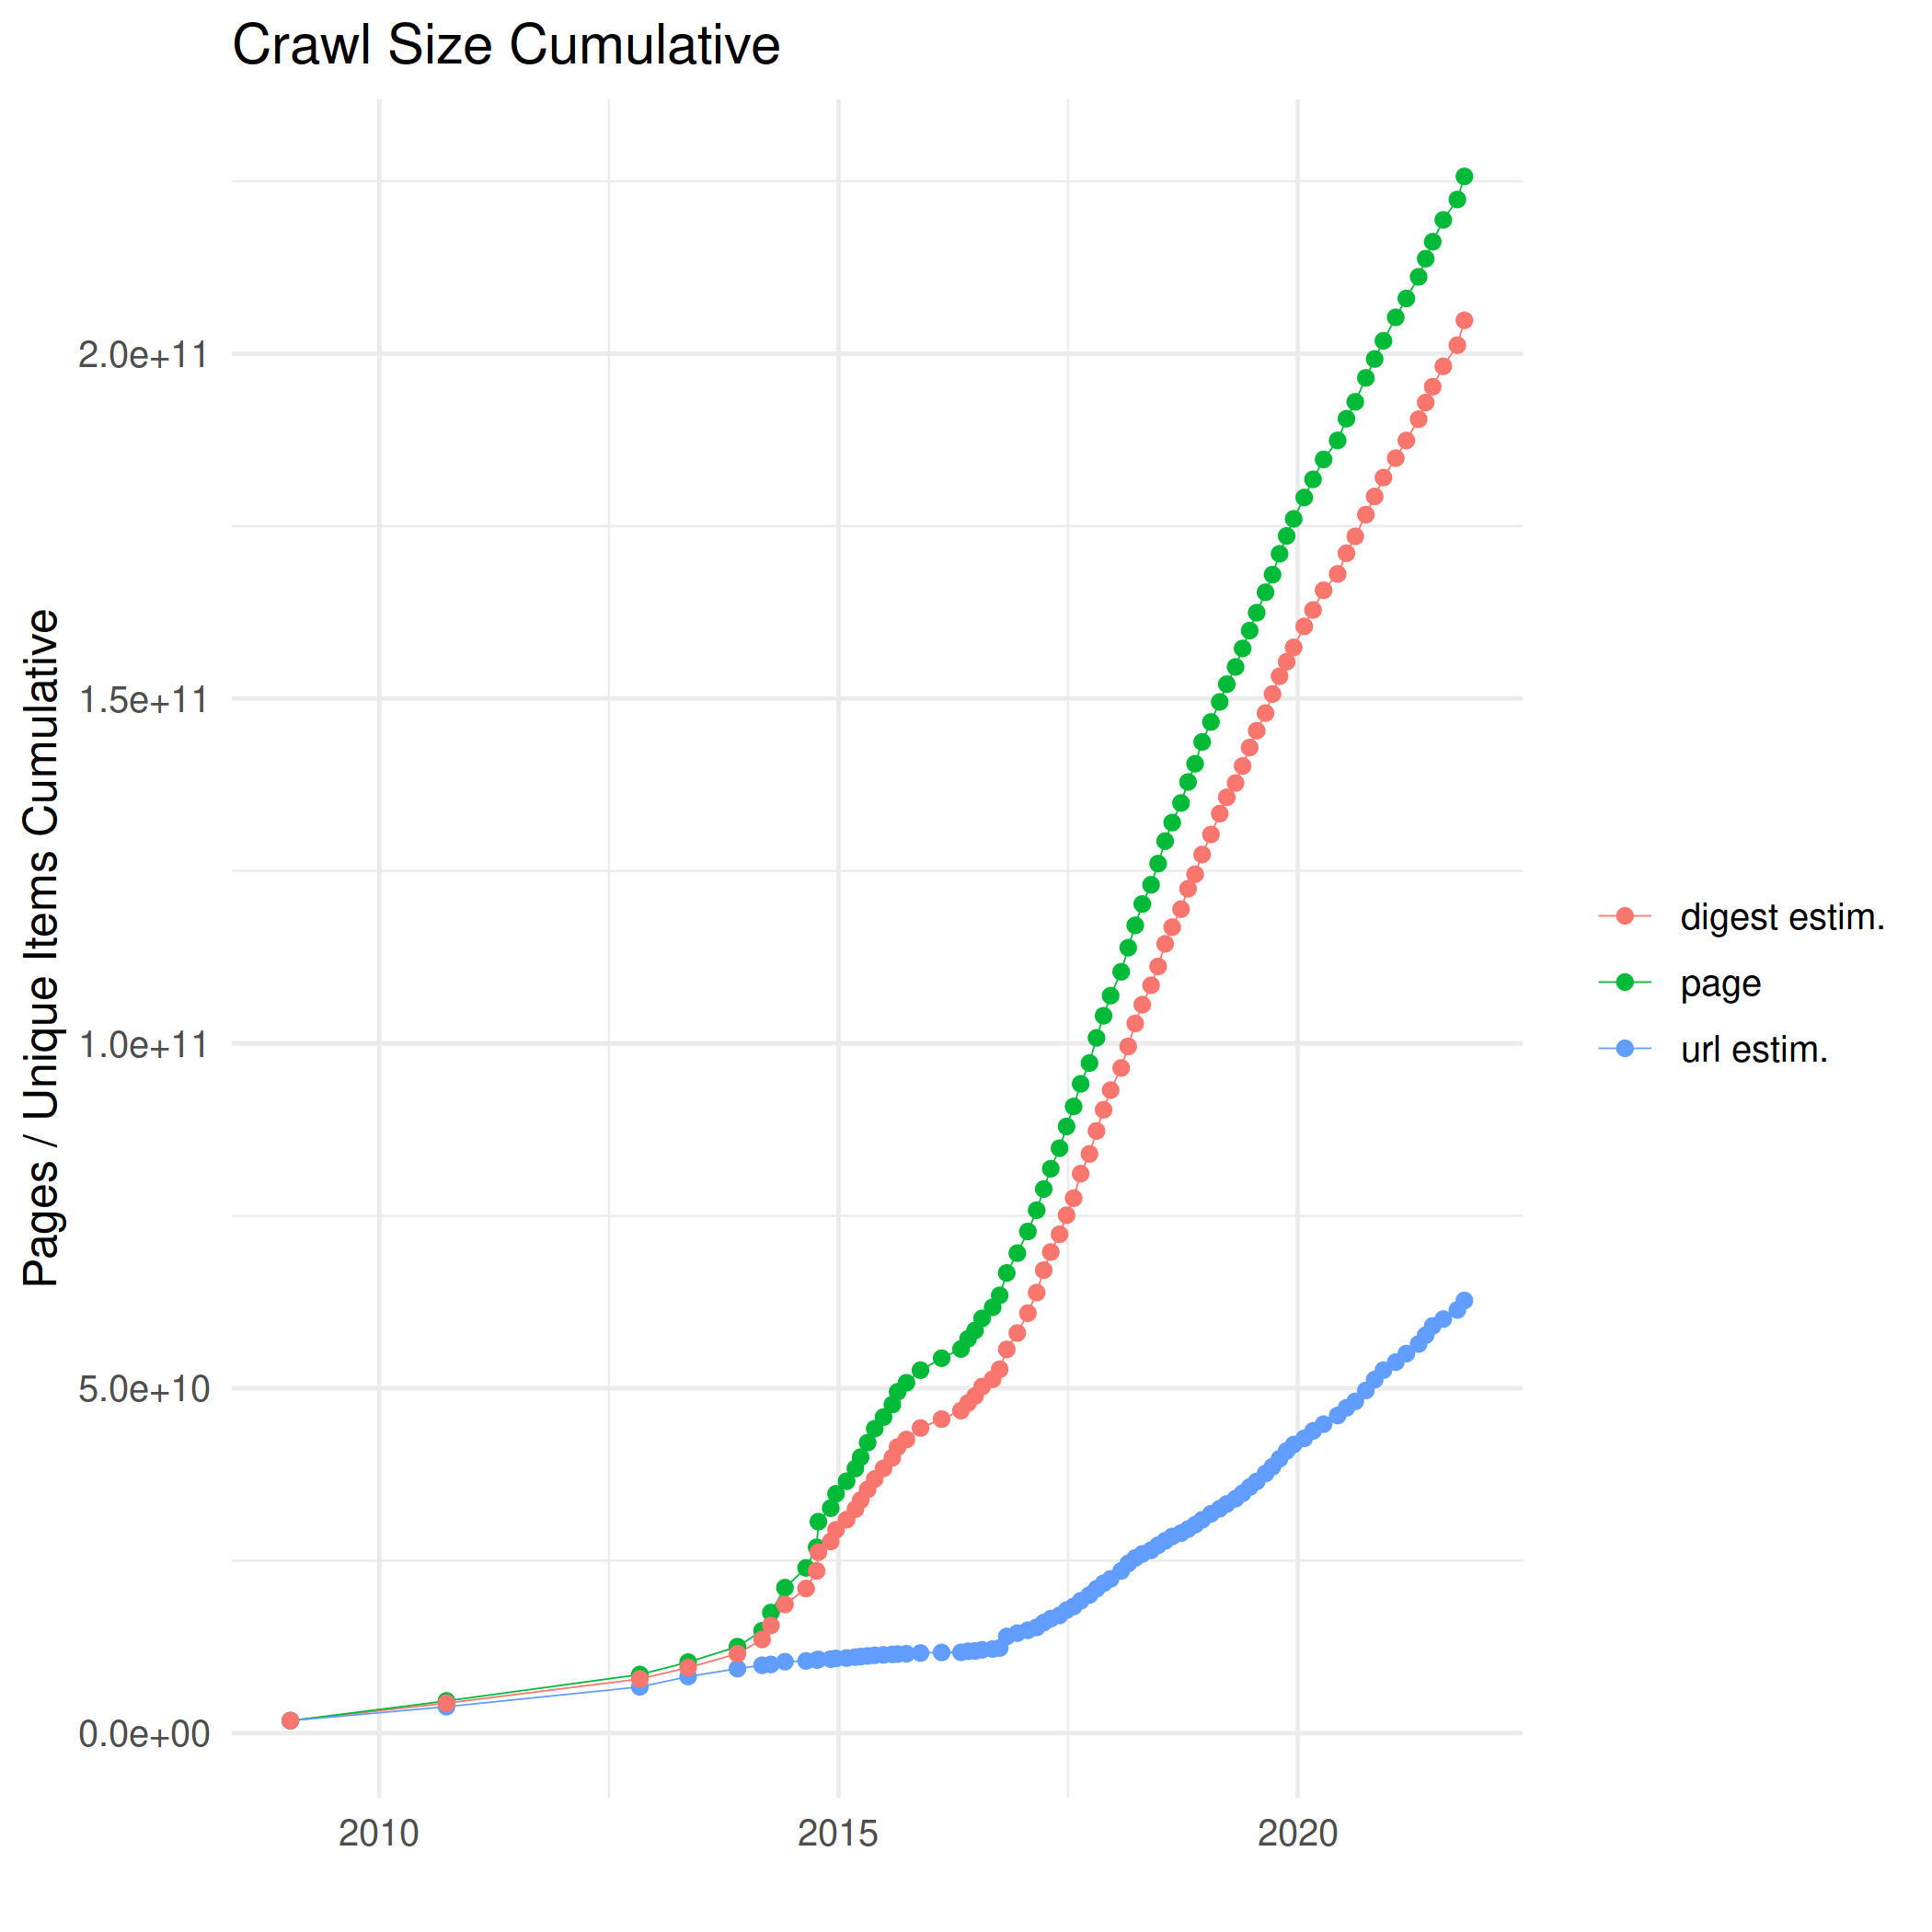 Crawl Size Cumulative
Pages / Unique Items Cumulative
2.0e+11
1.5e+11
1.0e+11
5.0e+10
0.0e+00
2010
2015
2020
digest estim.
page
url estim.